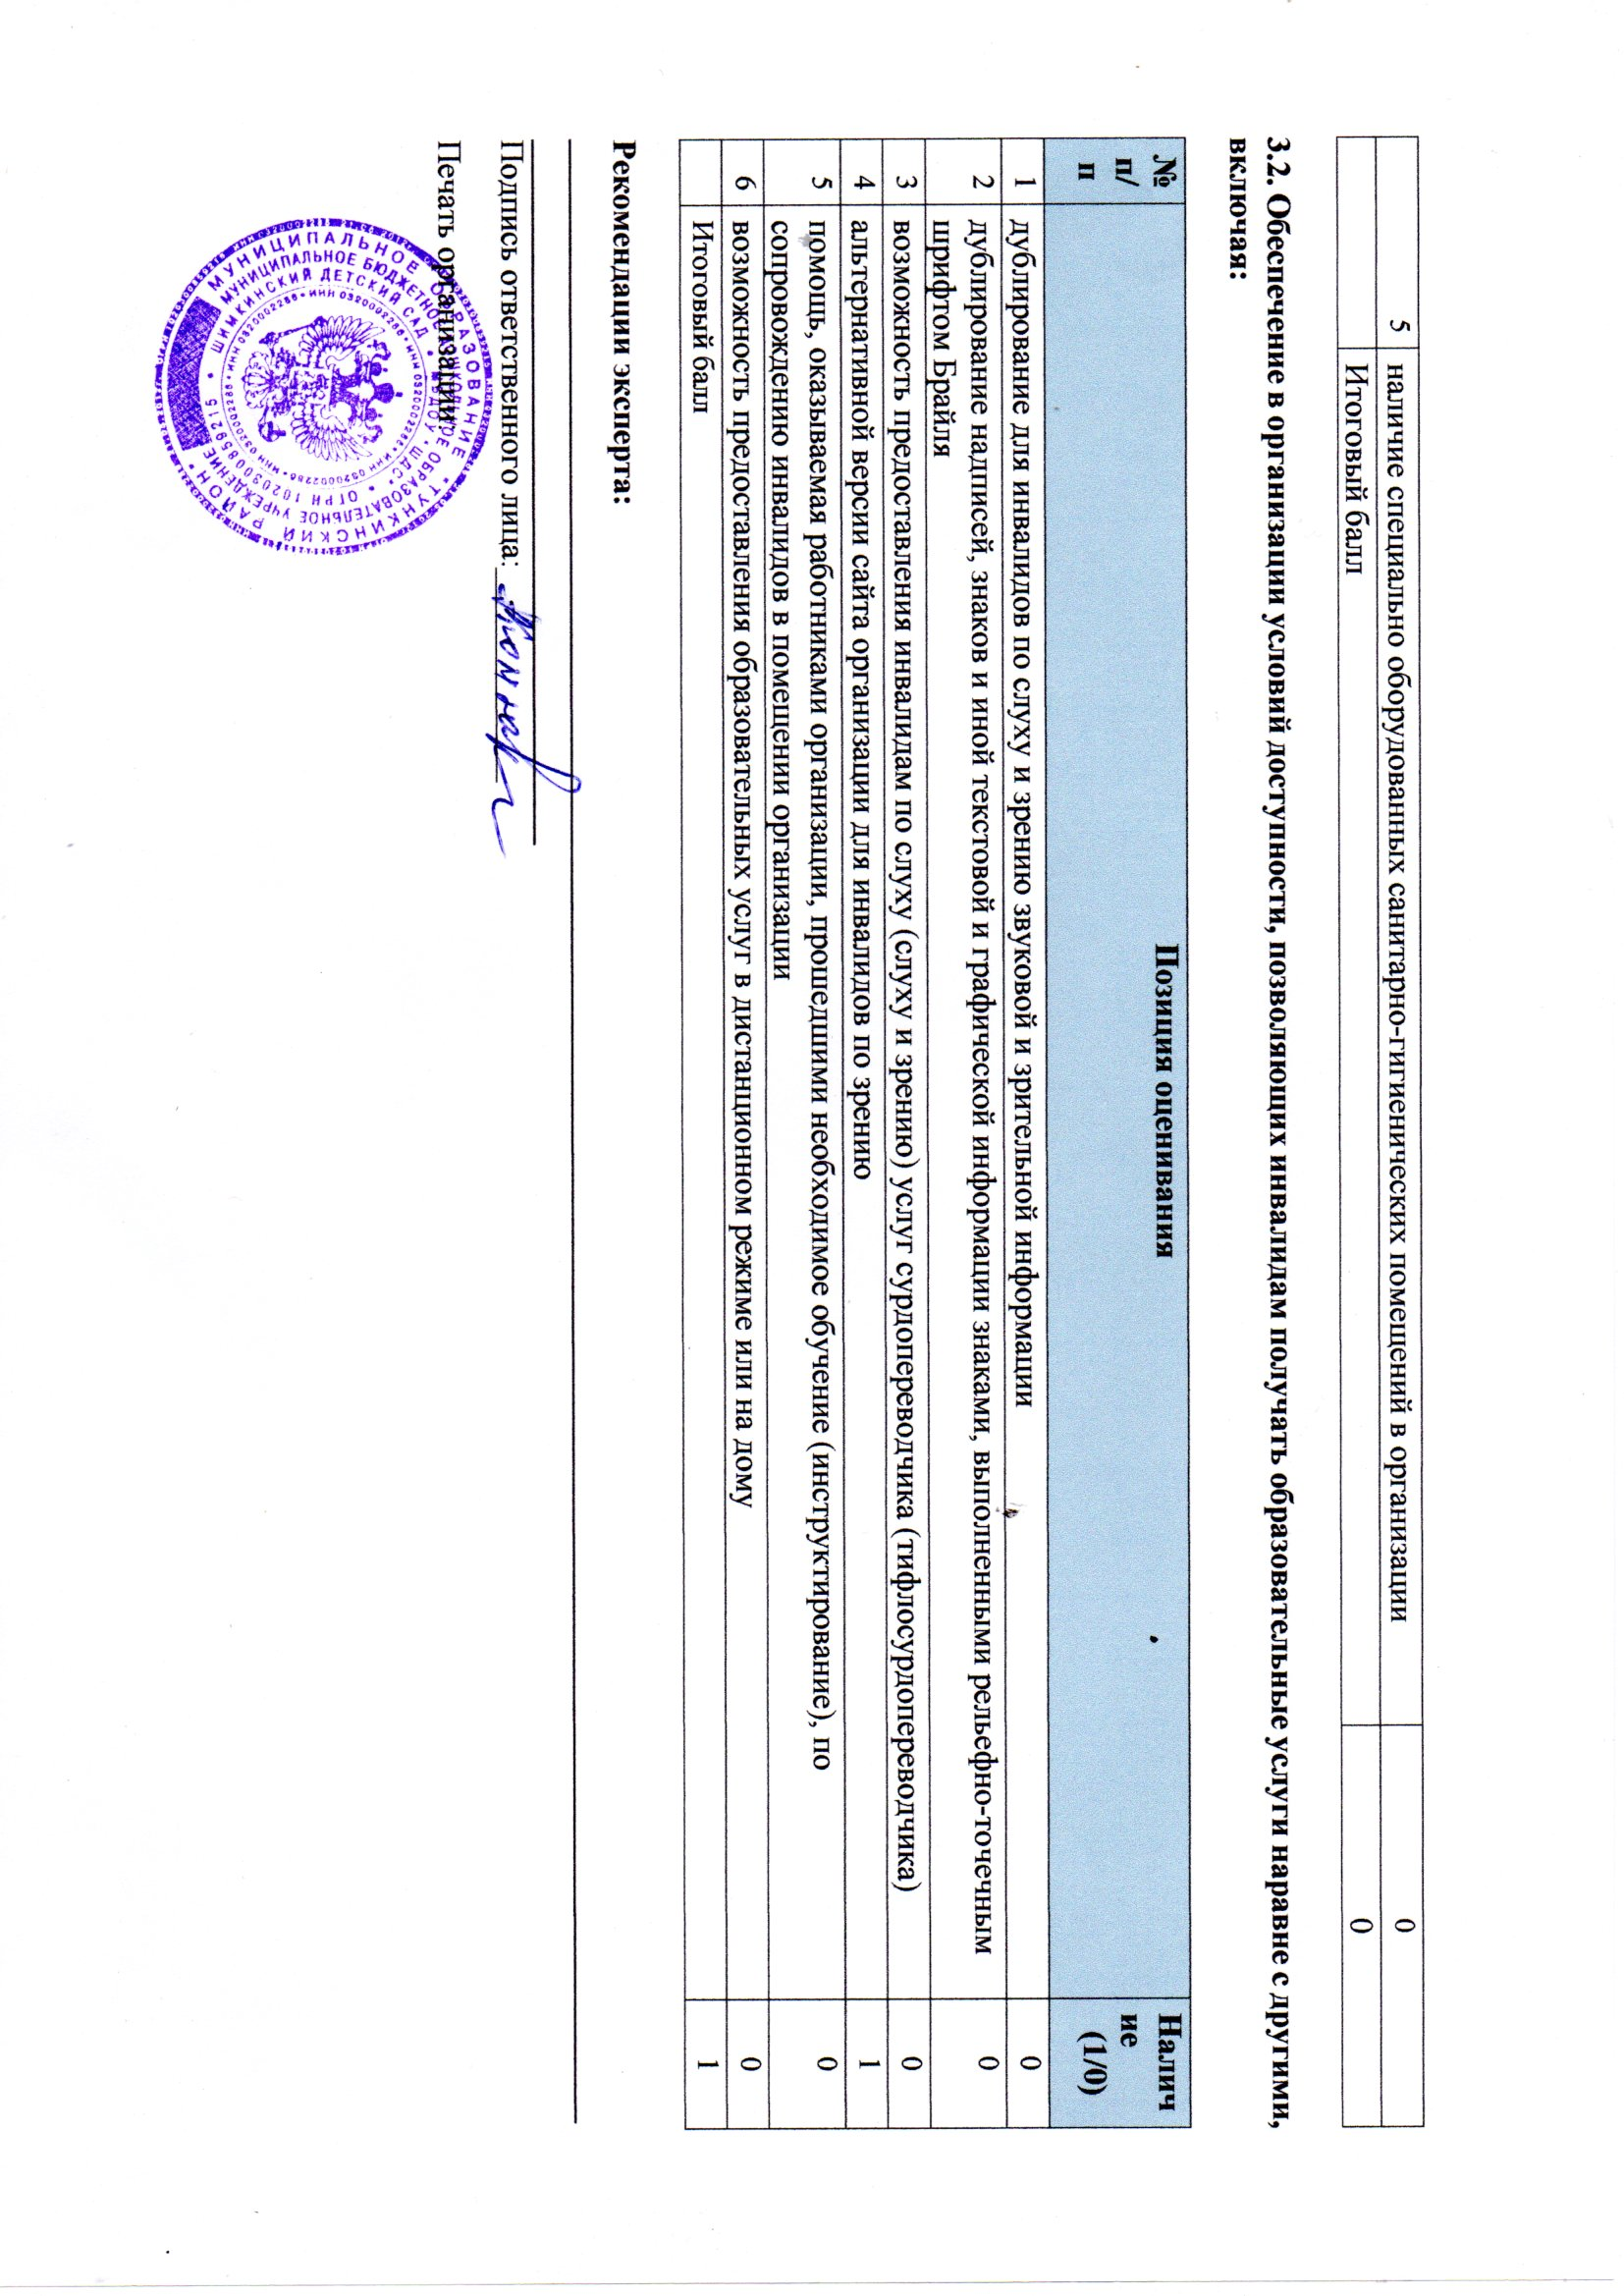 5 наличие специально оборудованных санитарно-гигиенических помещений в организации 0
Итоговый балл 0
3.2. Обеспечение в организации условий доступности, позволяющих инвалидам получать образовательные услуги наравне с другими,
включая:
№ п/п Позиция оценивания Наличие (1/0)
1 дублирование для инвалидов по слуху и зрению звуковой и зрительной информации 0
2 дублирование надписей, знаков и иной текстовой и графической информации знаками, выполненными рельефно-точечным
шрифтом Брайля 0
3 возможность предоставления инвалидам по слуху (слуху и зрению) услуг сурдопереводчика (тифлосурдопереводчика) 0
4 альтернативной версии сайта организации для инвалидов по зрению 1
5 помощь, оказываемая работниками организации, прошедшими необходимое обучение (инструктирование), по
сопровождению инвалидов в помещении организации 0
6 возможность предоставления образовательных услуг в дистанционном режиме или на дому 0
Итоговый балл 1
Рекомендации эксперта:
Подпись ответственного лица:
Печать организации
МУНИЦИПАЛЬНОЕ ОБРАЗОВАНИЕ "ТУНКИНСКИЙ РАЙОН"
МУНИЦИПАЛЬНОЕ БЮДЖЕТНОЕ ДОШКОЛЬНОЕ ОБРАЗОВАТЕЛЬНОЕ УЧРЕЖДЕНИЕ
ШИМКИНСКИЙ ДЕТСКИЙ САД
ИНН 0320002286